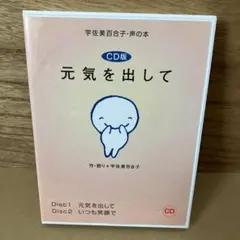 宇佐美百合子・声の本
CD版
元気を出して
作・語り★宇佐美百合子
Disc1 元気を出して
Disc2 いつも笑顔で
CD